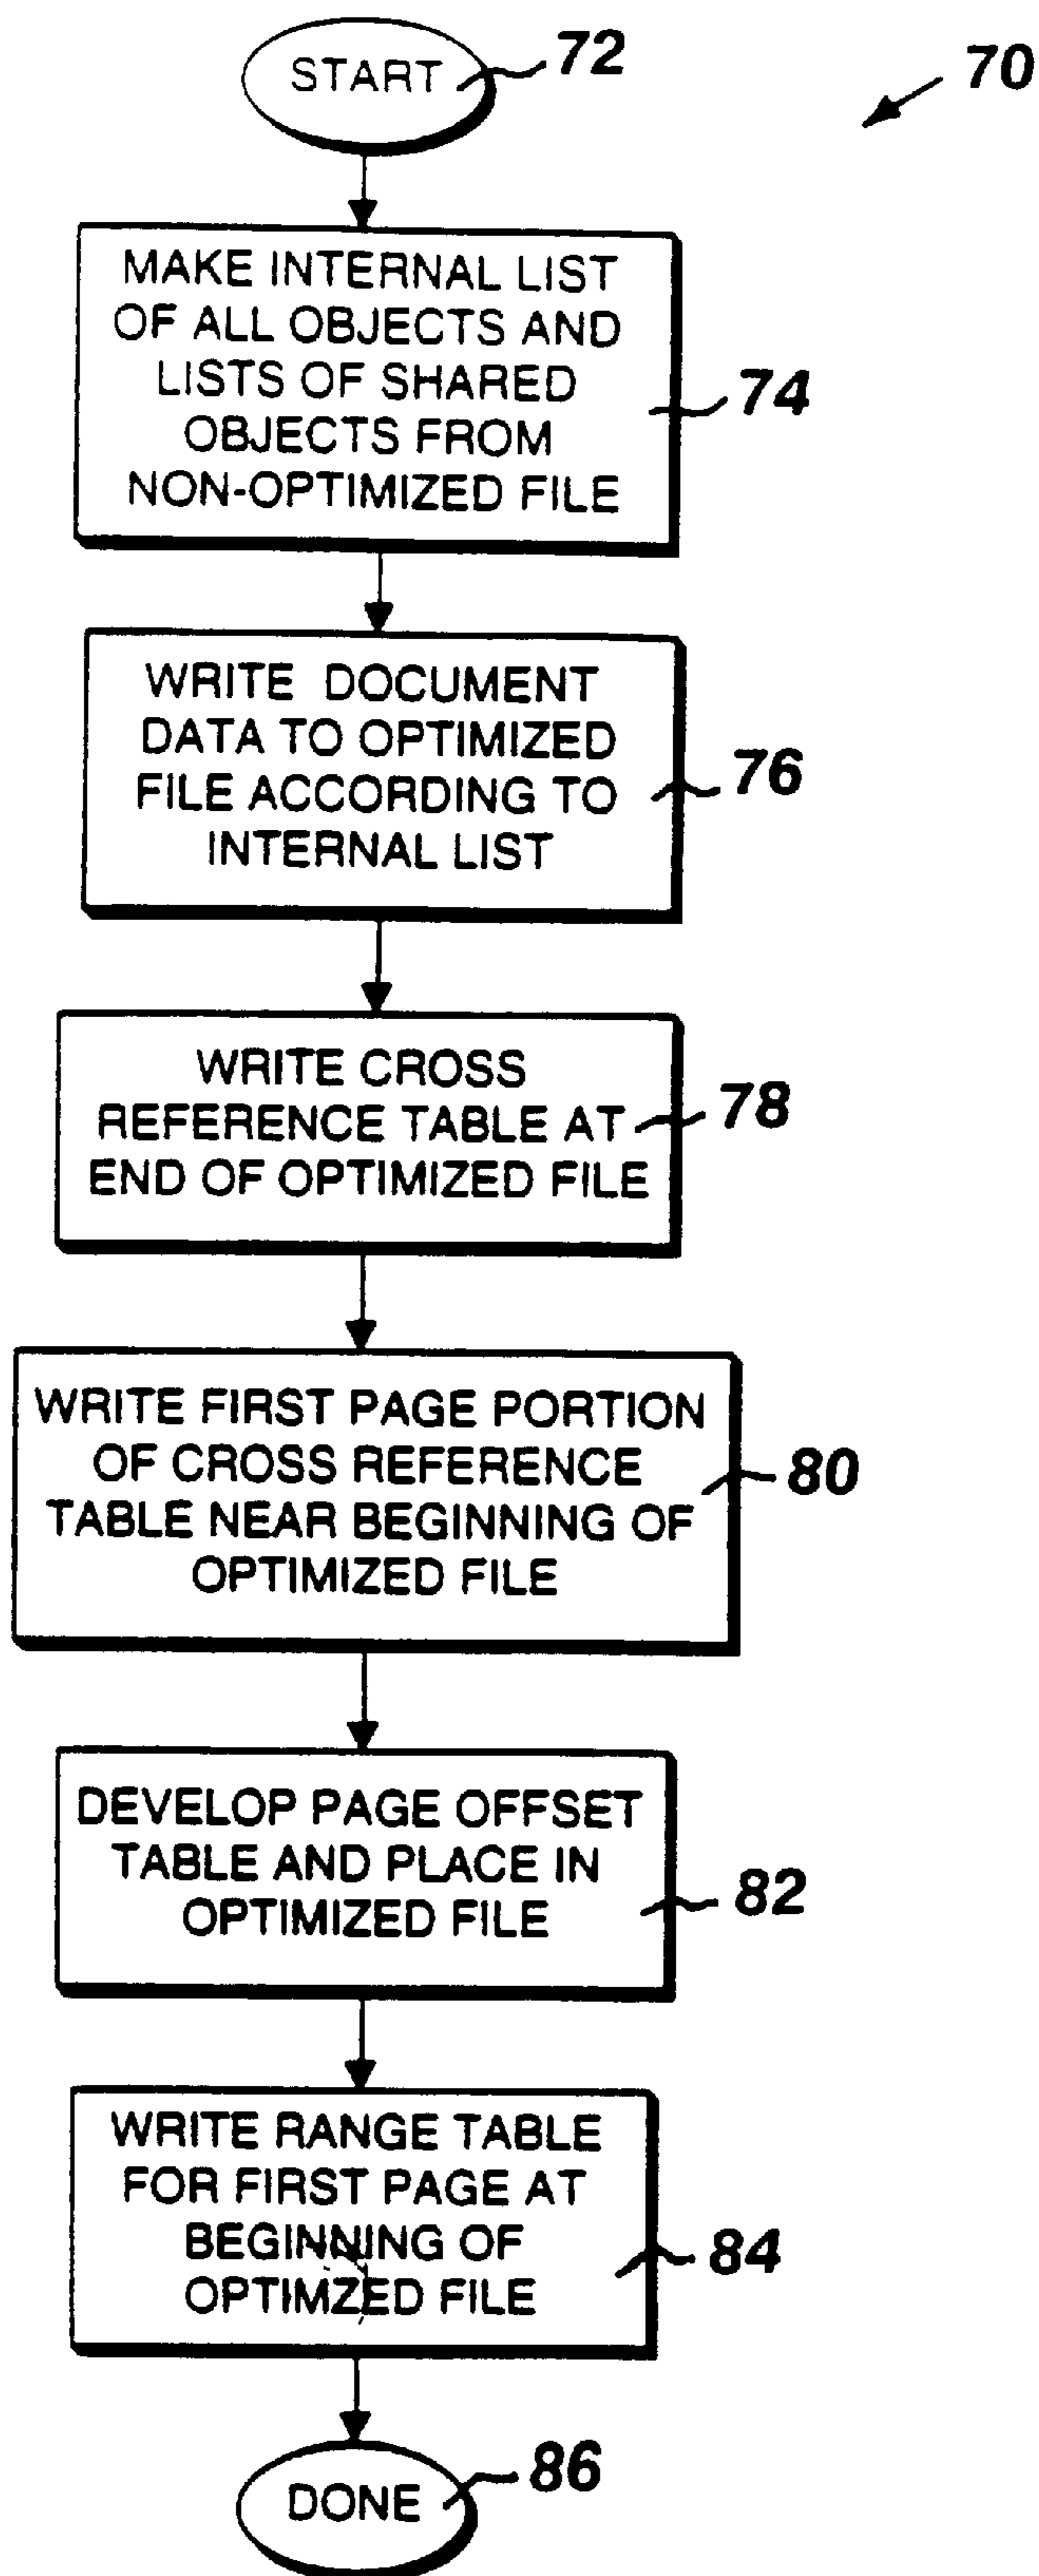 START
72
70
MAKE INTERNAL LIST
OF ALL OBJECTS AND
LISTS OF SHARED
OBJECTS FROM
NON-OPTIMIZED FILE
74
WRITE DOCUMENT
DATA TO OPTIMIZED
FILE ACCORDING TO
INTERNAL LIST
76
WRITE CROSS
REFERENCE TABLE AT
END OF OPTIMIZED FILE
78
WRITE FIRST PAGE PORTION
OF CROSS REFERENCE
TABLE NEAR BEGINNING OF
OPTIMIZED FILE
80
DEVELOP PAGE OFFSET
TABLE AND PLACE IN
OPTIMIZED FILE
82
WRITE RANGE TABLE
FOR FIRST PAGE AT
BEGINNING OF
OPTIMZED FILE
84
DONE
86